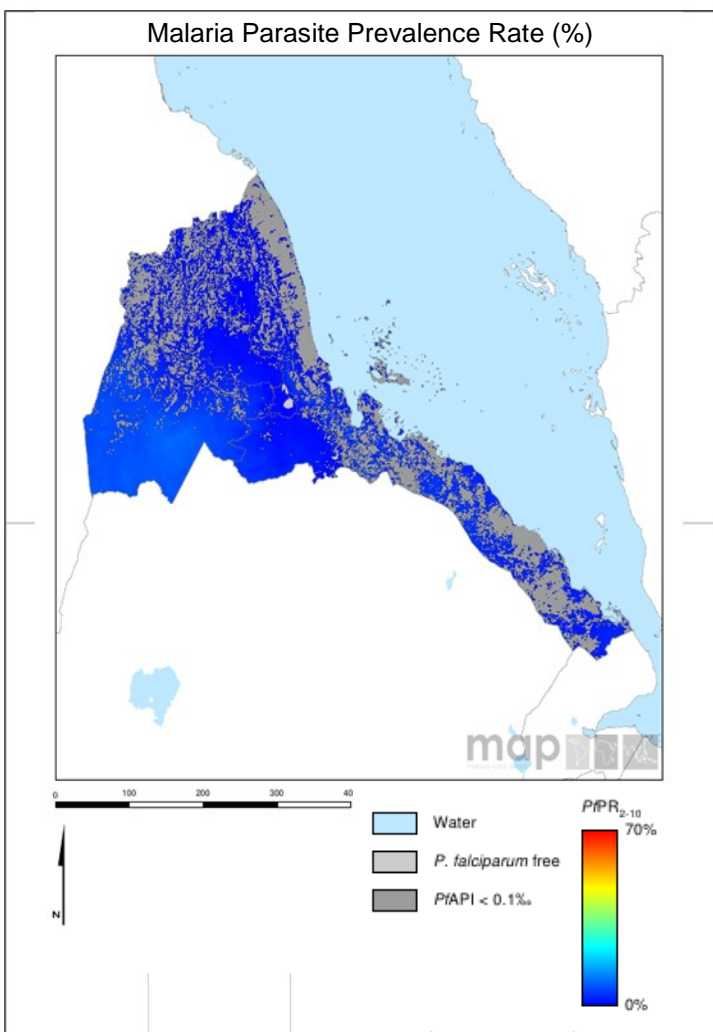 Malaria Parasite Prevalence Rate (%)
map
0 100 200 300 40
N
Water
P. falciparum free
PfAPI < 0.1‰
PfPR2-10
70%
0%